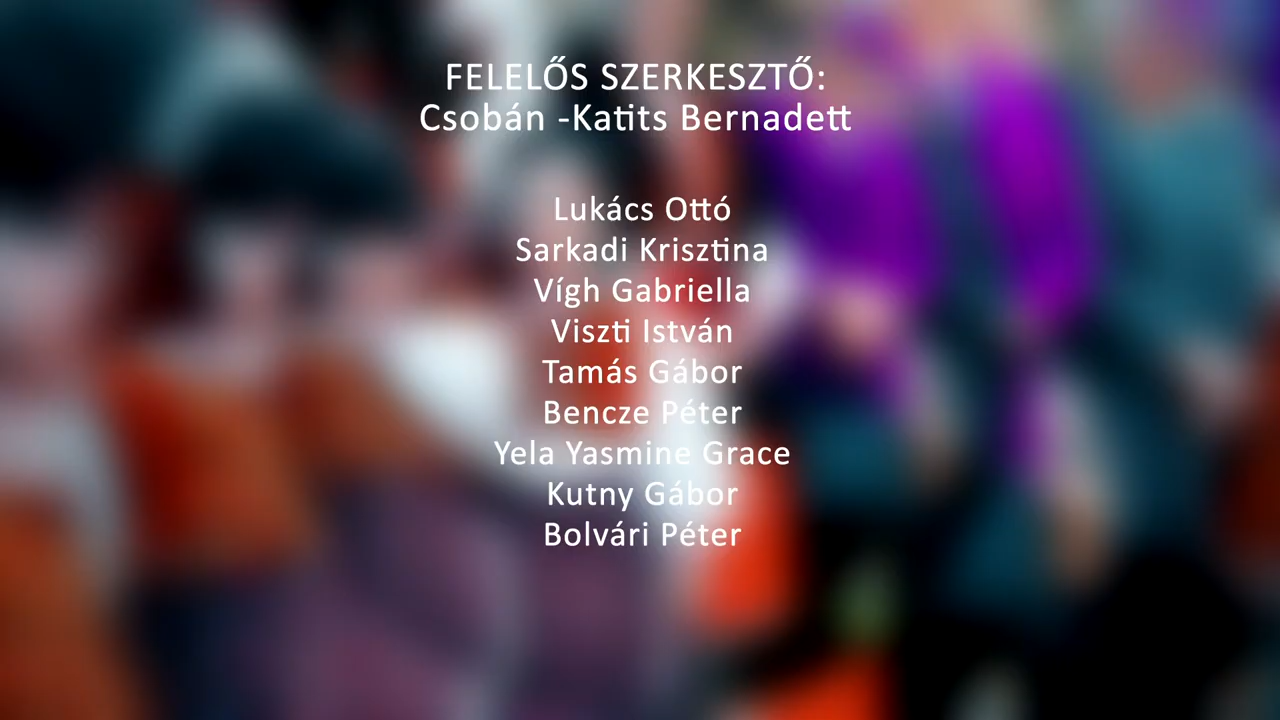 FELELŐS SZERKESZTŐ:
Csobán -Katits Bernadett
Lukács Ottó
Sarkadi Krisztina
Vígh Gabriella
Viszti István
Tamás Gábor
Bencze Péter
Yela Yasmine Grace
Kutny Gábor
Bolvári Péter